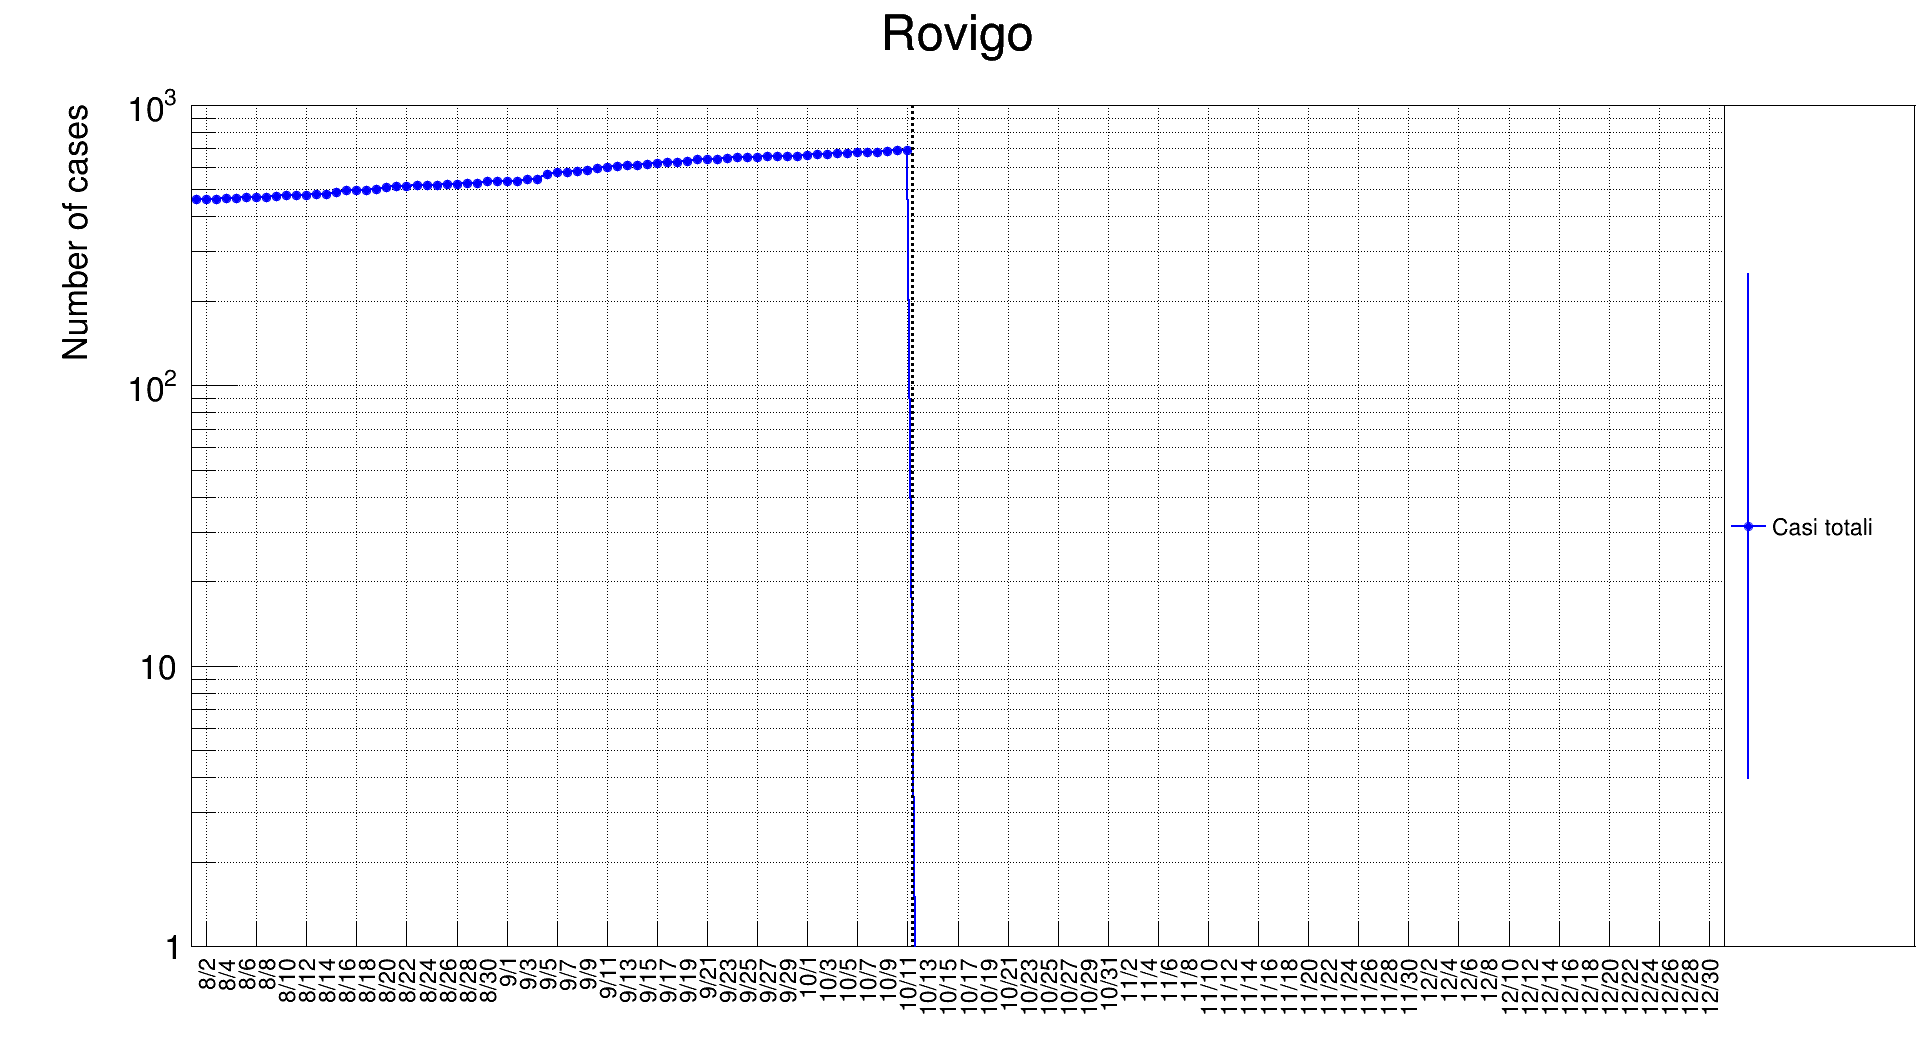 Rovigo
Number of cases
10³
10²
10
1
8/2 8/4 8/6 8/8 8/10 8/12 8/14 8/16 8/18 8/20 8/22 8/24 8/26 8/28 8/30 9/1 9/3 9/5 9/7 9/9 9/11 9/13 9/15 9/17 9/19 9/21 9/23 9/25 9/27 9/29 10/1 10/3 10/5 10/7 10/9 10/11 10/13 10/15 10/17 10/19 10/21 10/23 10/25 10/27 10/29 10/31 11/2 11/4 11/6 11/8 11/10 11/12 11/14 11/16 11/18 11/20 11/22 11/24 11/26 11/28 11/30 12/2 12/4 12/6 12/8 12/10 12/12 12/14 12/16 12/18 12/20 12/22 12/24 12/26 12/28 12/30
Casi totali